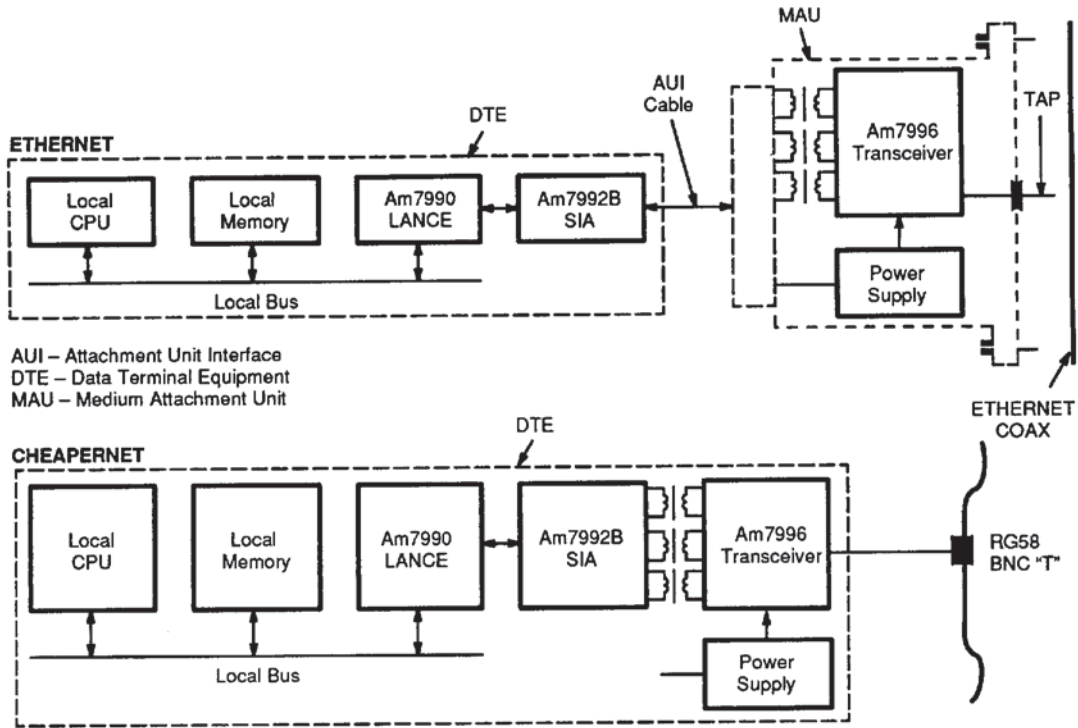 MAU
AUI
Cable
TAP
DTE
ETHERNET
Am7996
Transceiver
Local
CPU
Local
Memory
Am7990
LANCE
Am7992B
SIA
Power
Supply
Local Bus
AUI – Attachment Unit Interface
DTE – Data Terminal Equipment
MAU – Medium Attachment Unit
ETHERNET
COAX
DTE
CHEAPERNET
Local
CPU
Local
Memory
Am7990
LANCE
Am7992B
SIA
Am7996
Transceiver
RG58
BNC “T”
Local Bus
Power
Supply